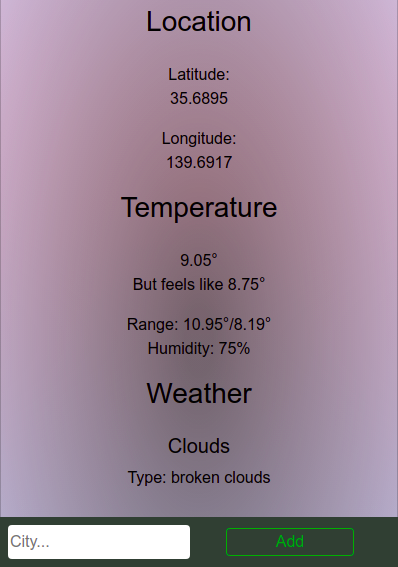 Location
Latitude:
35.6895
Longitude:
139.6917
Temperature
9.05°
But feels like 8.75°
Range: 10.95°/8.19°
Humidity: 75%
Weather
Clouds
Type: broken clouds
City...
Add